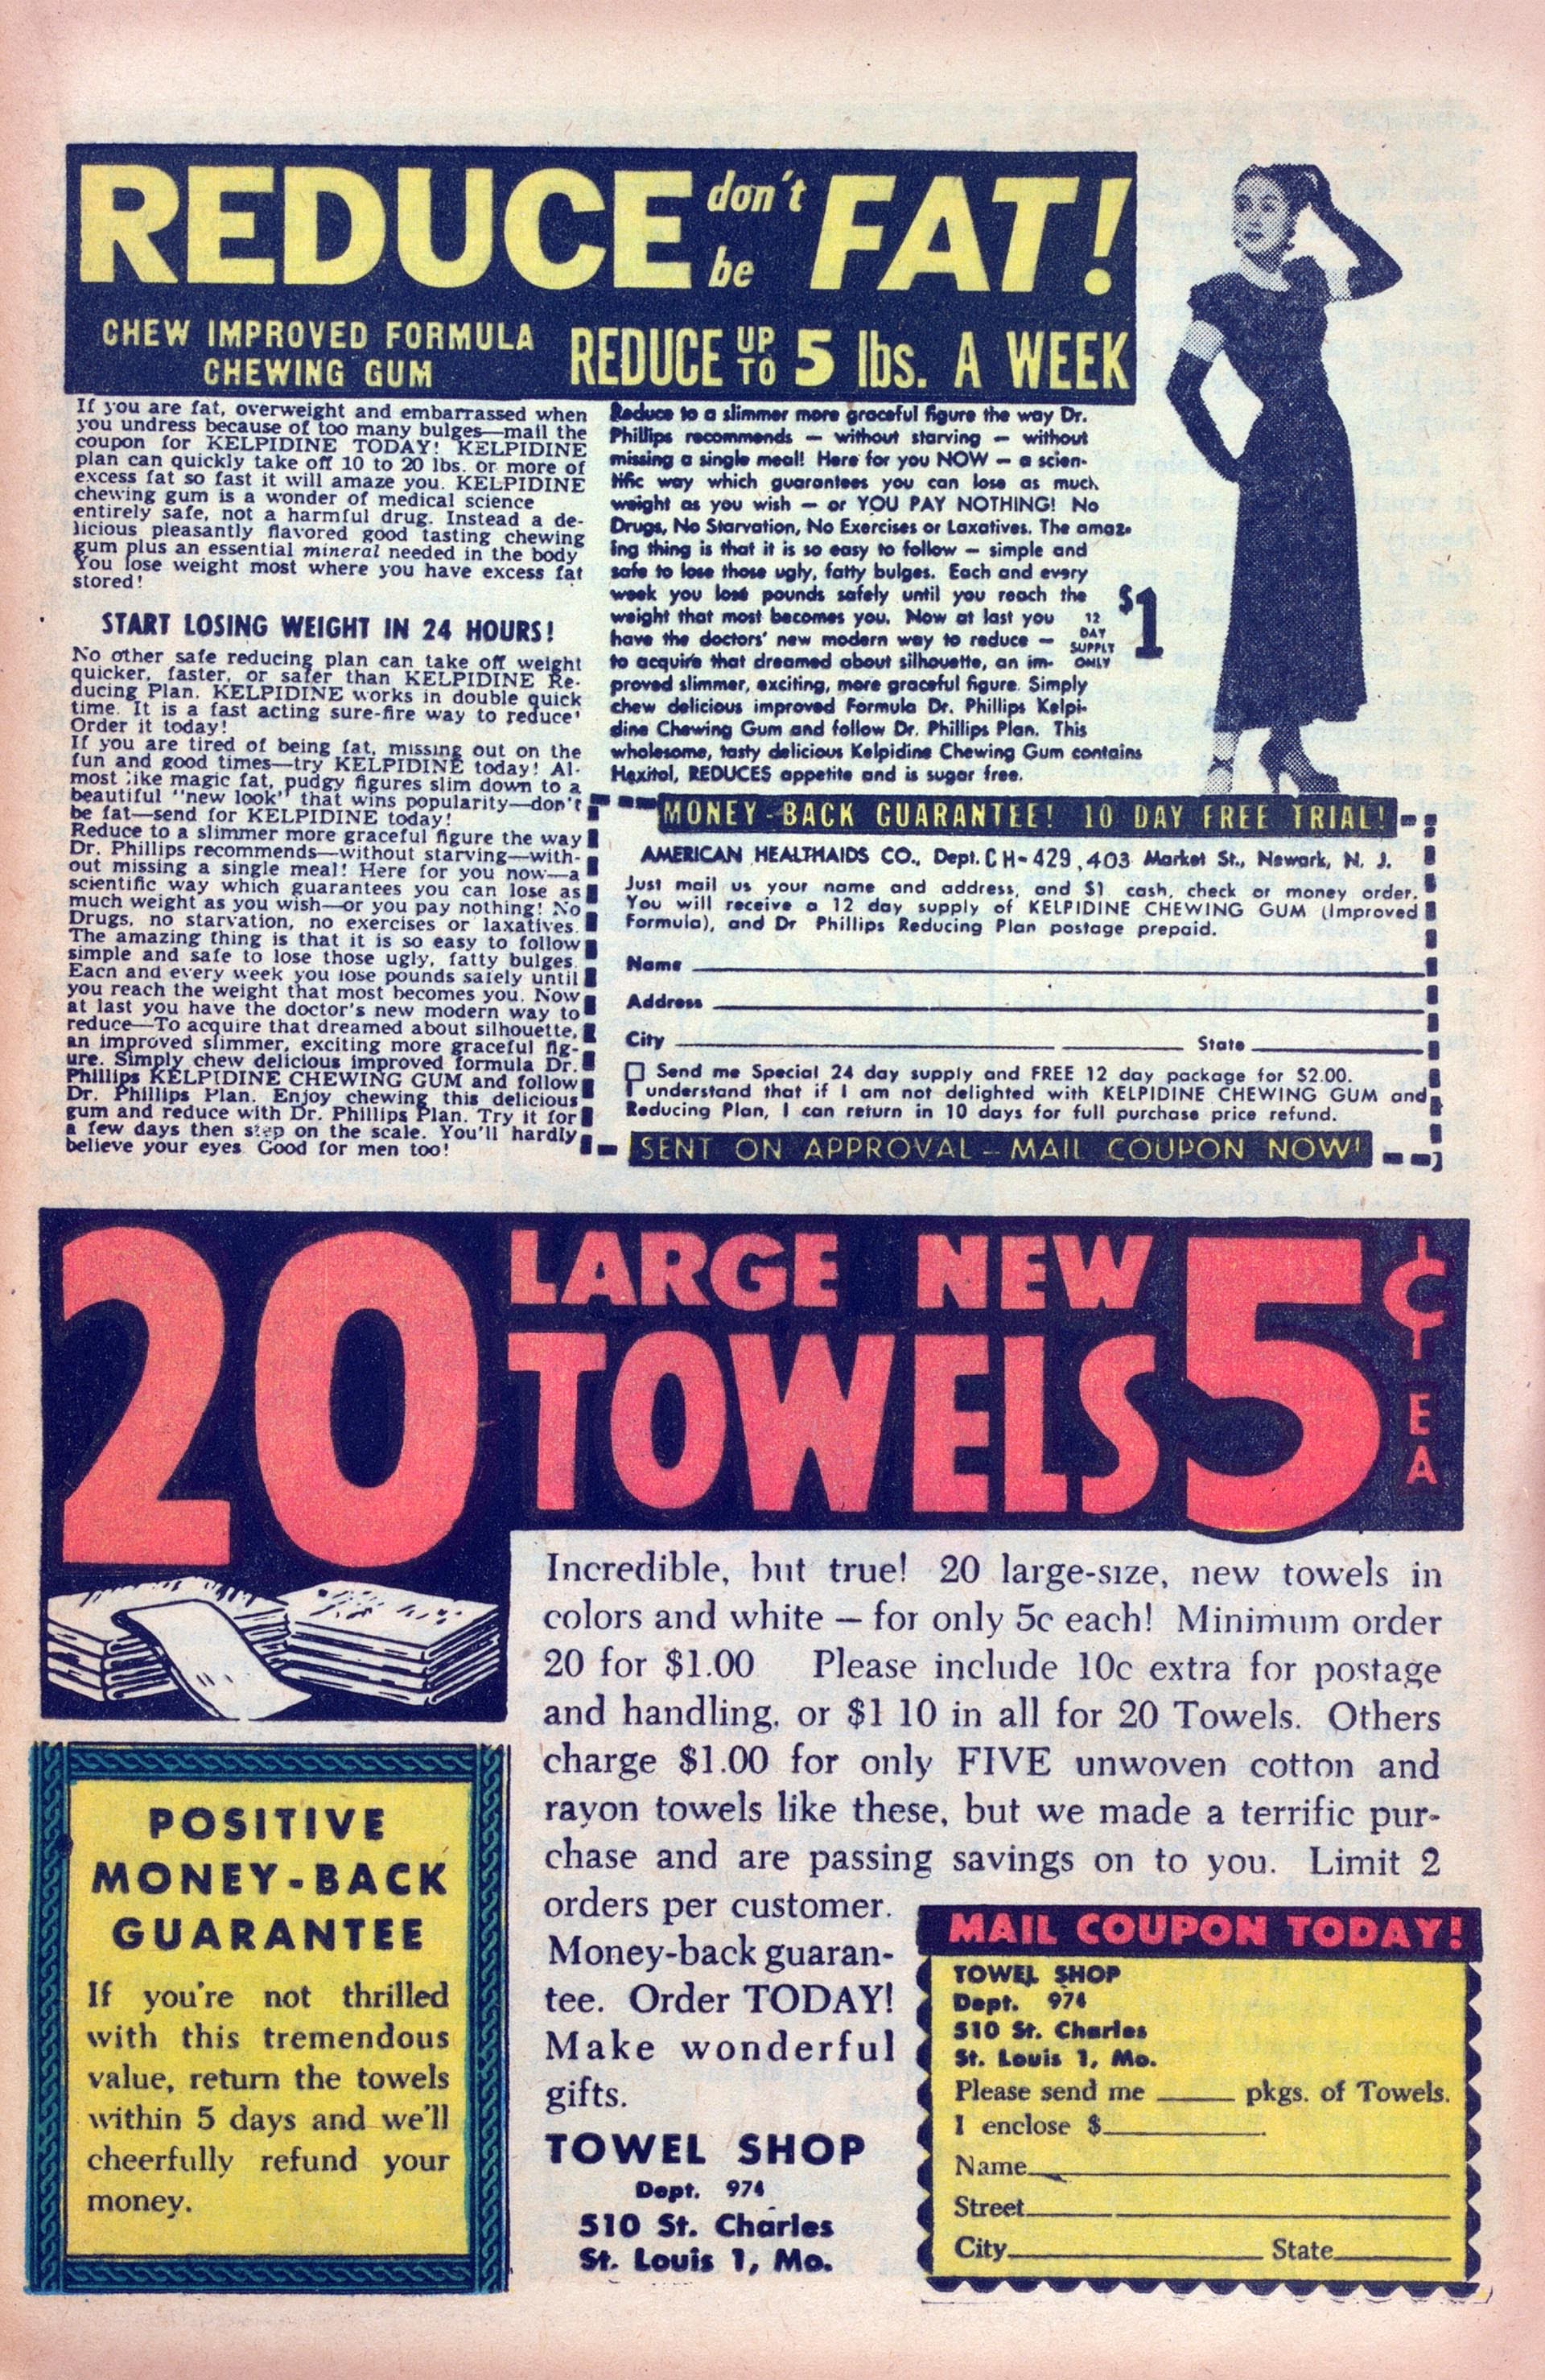 REDUCE don't be FAT!
CHEW IMPROVED FORMULA
CHEWING GUM
REDUCE UP TO 5 lbs. A WEEK
If you are fat, overweight and embarrassed when
you undress because of too many bulges—mail the
coupon for KELPIDINE TODAY! KELPIDINE
plan can quickly take off 10 to 20 lbs. or more of
excess fat so fast it will amaze you. KELPIDINE
chewing gum is a wonder of medical science
entirely safe, not a harmful drug. Instead a de-
licious pleasantly flavored good tasting chewing
gum plus an essential mineral needed in the body
You lose weight most where you have excess fat
stored!
START LOSING WEIGHT IN 24 HOURS!
No other safe reducing plan can take off weight
quicker, faster, or safer than KELPIDINE Re-
ducing Plan. KELPIDINE works in double quick
time. It is a fast acting sure-fire way to reduce'
Order it today!
If you are tired of being fat, missing out on the
fun and good times—try KELPIDINE today! Al-
most like magic fat, pudgy figures slim down to a
beautiful "new look" that wins popularity—don't
be fat—send for KELPIDINE today!
Reduce to a slimmer more graceful figure the way
Dr. Phillips recommends—without starving—with-
out missing a single meal! Here for you now—a
scientific way which guarantees you can lose as
much weight as you wish—or you pay nothing! No
Drugs, no starvation, no exercises or laxatives.
The amazing thing is that it is so easy to follow
simple and safe to lose those ugly, fatty bulges.
Each and every week you lose pounds safely until
you reach the weight that most becomes you. Now
at last you have the doctor's new modern way to
reduce—To acquire that dreamed about silhouette,
an improved slimmer, exciting more graceful fig-
ure. Simply chew delicious improved formula Dr.
Phillips KELPIDINE CHEWING GUM and follow
Dr. Phillips Plan. Enjoy chewing this delicious
gum and reduce with Dr. Phillips Plan. Try it for
a few days then step on the scale. You'll hardly
believe your eyes Good for men too!
Reduce to a slimmer more graceful figure the way Dr.
Phillips recommends — without starving — without
missing a single meal! Here for you NOW — a scien-
tific way which guarantees you can lose as much
weight as you wish — or YOU PAY NOTHING! No
Drugs, No Starvation, No Exercises or Laxatives. The amaz-
ing thing is that it is so easy to follow — simple and
safe to lose those ugly, fatty bulges. Each and every
week you lose pounds safely until you reach the
weight that most becomes you. Now at last you
have the doctors' new modern way to reduce —
to acquire that dreamed about silhouette, an im-
proved slimmer, exciting, more graceful figure. Simply
chew delicious improved Formula Dr. Phillips Kelpi-
dine Chewing Gum and follow Dr. Phillips Plan. This
wholesome, tasty delicious Kelpidine Chewing Gum contains
Hexitol, REDUCES appetite and is sugar free.
12
DAY
SUPPLY
ONLY
$1
MONEY-BACK GUARANTEE! 10 DAY FREE TRIAL!
AMERICAN HEALTHAIDS CO., Dept. CH-429, 403 Market St., Newark, N. J.
Just mail us your name and address, and $1 cash, check or money order.
You will receive a 12 day supply of KELPIDINE CHEWING GUM (Improved
Formula), and Dr Phillips Reducing Plan postage prepaid.
Name
Address
City State
Send me Special 24 day supply and FREE 12 day package for $2.00.
I understand that if I am not delighted with KELPIDINE CHEWING GUM and
Reducing Plan, I can return in 10 days for full purchase price refund.
SENT ON APPROVAL — MAIL COUPON NOW!
20 LARGE NEW TOWELS 5¢ EA
Incredible, but true! 20 large-size, new towels in
colors and white — for only 5c each! Minimum order
20 for $1.00 Please include 10c extra for postage
and handling, or $1 10 in all for 20 Towels. Others
charge $1.00 for only FIVE unwoven cotton and
rayon towels like these, but we made a terrific pur-
chase and are passing savings on to you. Limit 2
orders per customer.
Money-back guaran-
tee. Order TODAY!
Make wonderful
gifts.
TOWEL SHOP
Dept. 974
510 St. Charles
St. Louis 1, Mo.
POSITIVE
MONEY-BACK
GUARANTEE
If you're not thrilled
with this tremendous
value, return the towels
within 5 days and we'll
cheerfully refund your
money.
MAIL COUPON TODAY!
TOWEL SHOP
Dept. 974
510 St. Charles
St. Louis 1, Mo.
Please send me pkgs. of Towels.
I enclose $
Name
Street
City State